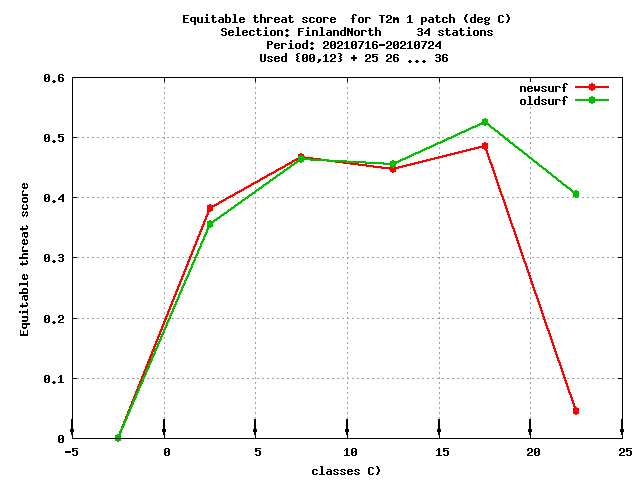 Equitable threat score  for T2m 1 patch (deg C)
Selection: FinlandNorth     34 stations
Period: 20210716-20210724
Used {00,12} + 25 26 ... 36
newsurf
oldsurf
0.6
0.5
0.4
0.3
0.2
0.1
0
Equitable threat score
-5 0 5 10 15 20 25
classes C)